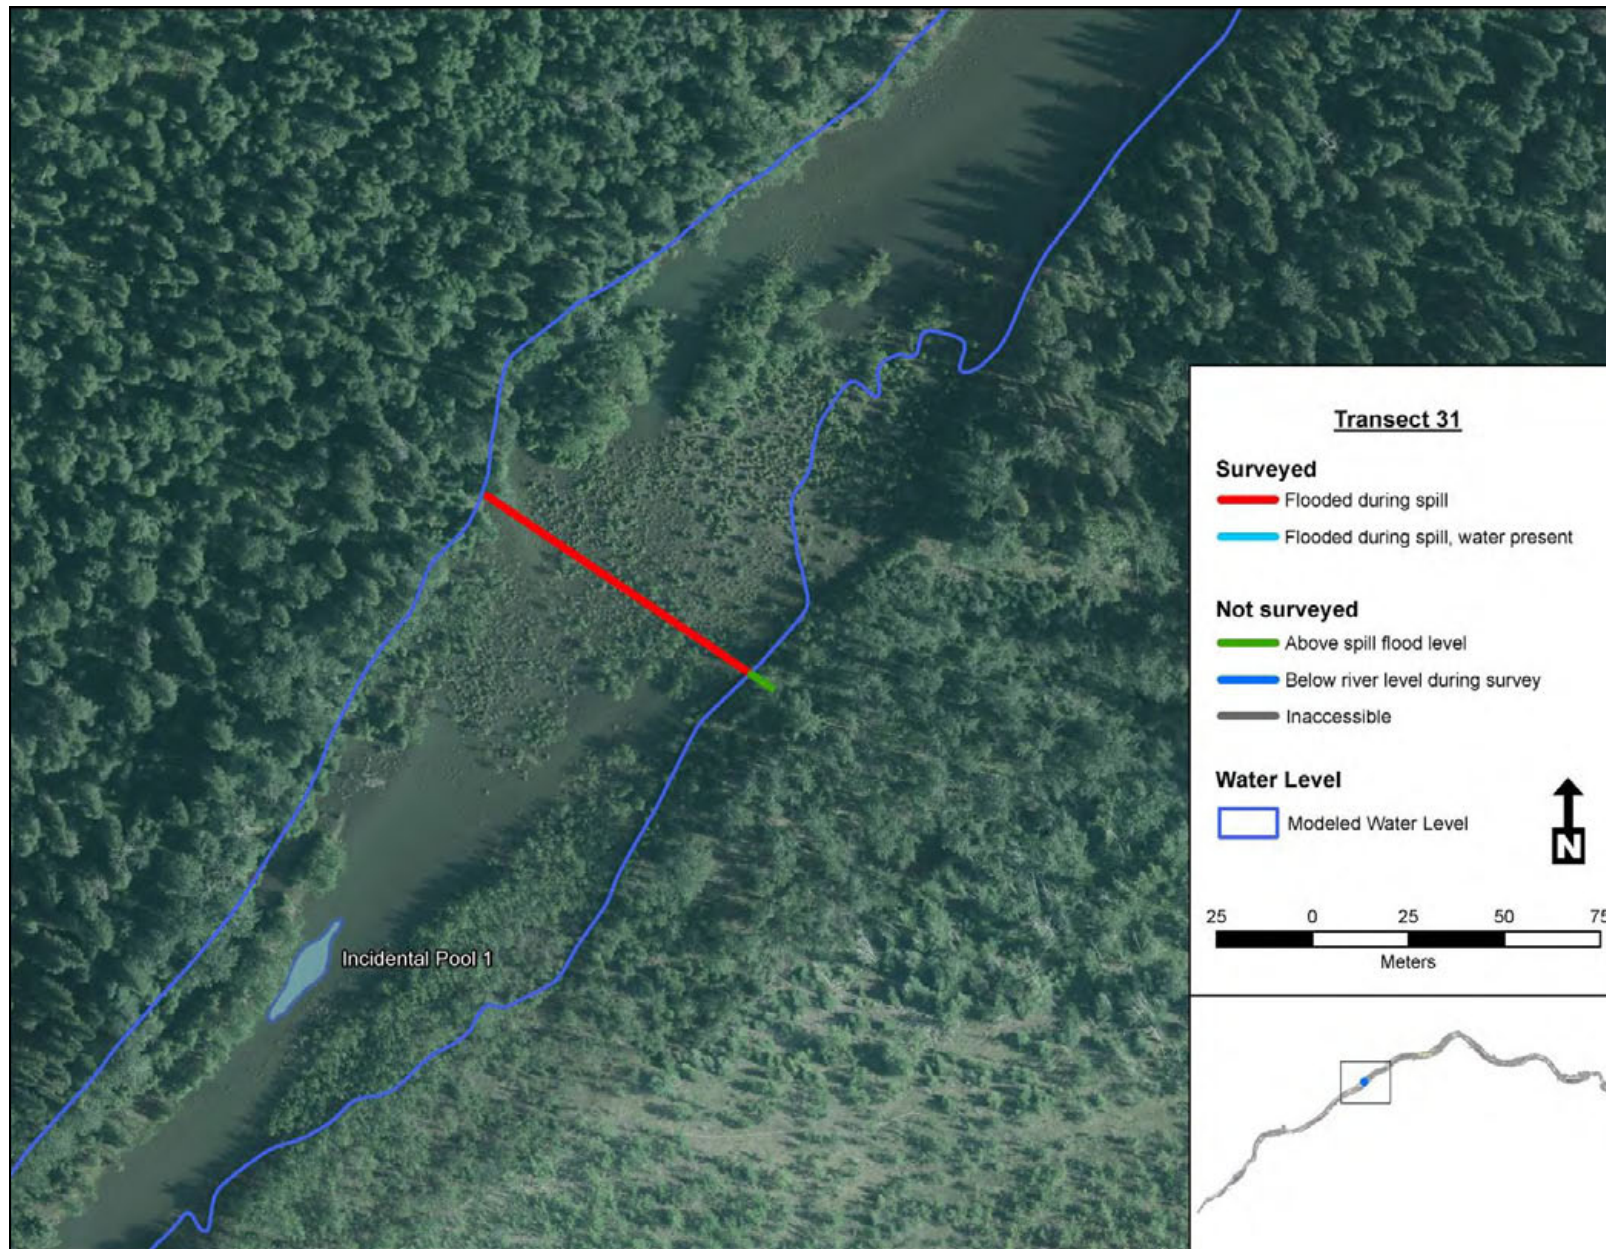 Transect 31
Surveyed
Flooded during spill
Flooded during spill, water present
Not surveyed
Above spill flood level
Below river level during survey
Inaccessible
Water Level
Modeled Water Level
N
25 0 25 50 75
Meters
Incidental Pool 1